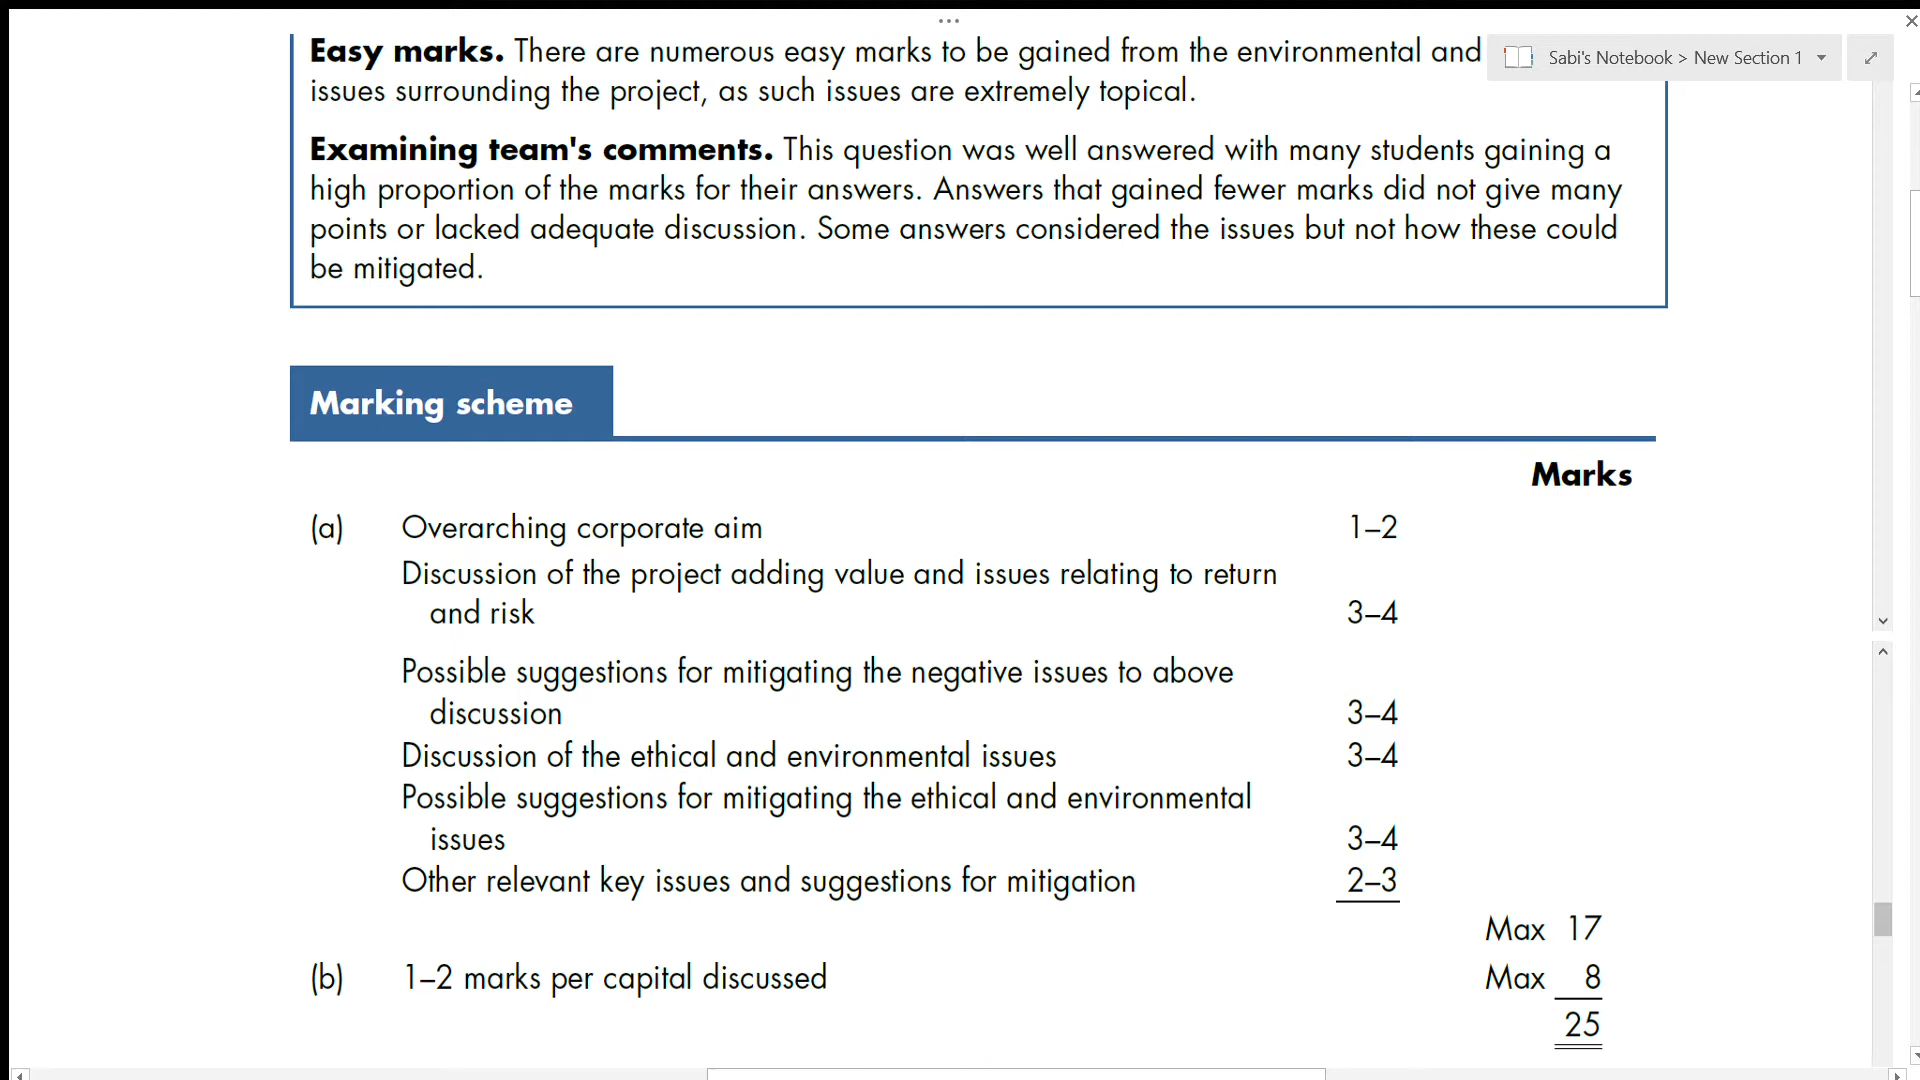 Sabi's Notebook > New Section 1
Easy marks. There are numerous easy marks to be gained from the environmental and
issues surrounding the project, as such issues are extremely topical.
Examining team's comments. This question was well answered with many students gaining a
high proportion of the marks for their answers. Answers that gained fewer marks did not give many
points or lacked adequate discussion. Some answers considered the issues but not how these could
be mitigated.
Marking scheme
Marks
(a) Overarching corporate aim 1–2
Discussion of the project adding value and issues relating to return
and risk 3–4
Possible suggestions for mitigating the negative issues to above
discussion 3–4
Discussion of the ethical and environmental issues 3–4
Possible suggestions for mitigating the ethical and environmental
issues 3–4
Other relevant key issues and suggestions for mitigation 2–3
Max 17
(b) 1–2 marks per capital discussed Max 8
25